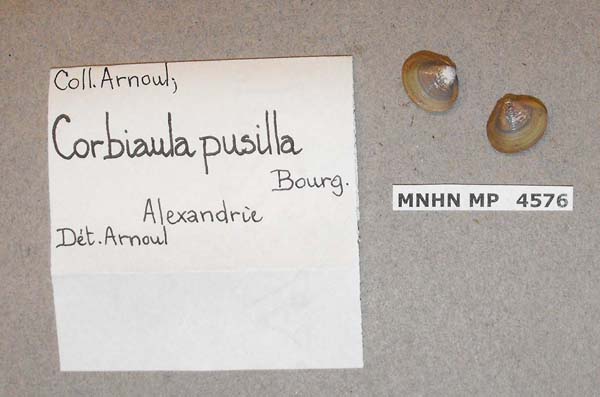 Coll. Arnoul;
Corbiaula pusilla
Bourg.
Alexandrie
Dét. Arnoul
MNHN MP 4576